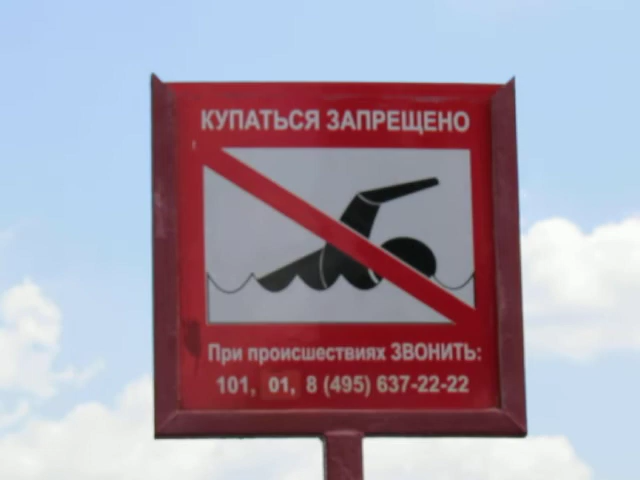 КУПАТЬСЯ ЗАПРЕЩЕНО
При происшествиях ЗВОНИТЬ:
101, 01, 8 (495) 637-22-22